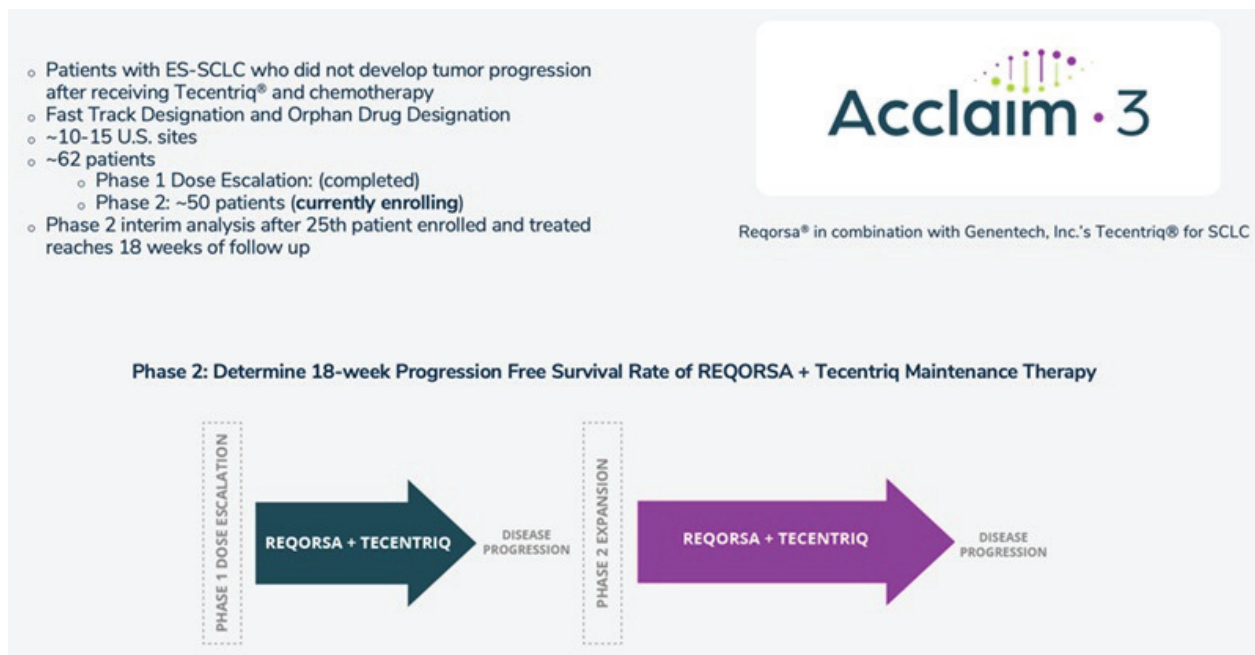 ○ Patients with ES-SCLC who did not develop tumor progression
after receiving Tecentriq® and chemotherapy
○ Fast Track Designation and Orphan Drug Designation
○ ~10-15 U.S. sites
○ ~62 patients
○ Phase 1 Dose Escalation: (completed)
○ Phase 2: ~50 patients (currently enrolling)
○ Phase 2 interim analysis after 25th patient enrolled and treated
reaches 18 weeks of follow up
Acclaim · 3
Reqorsa® in combination with Genentech, Inc.'s Tecentriq® for SCLC
Phase 2: Determine 18-week Progression Free Survival Rate of REQORSA + Tecentriq Maintenance Therapy
PHASE 1 DOSE ESCALATION
REQORSA + TECENTRIQ
DISEASE
PROGRESSION
PHASE 2 EXPANSION
REQORSA + TECENTRIQ
DISEASE
PROGRESSION